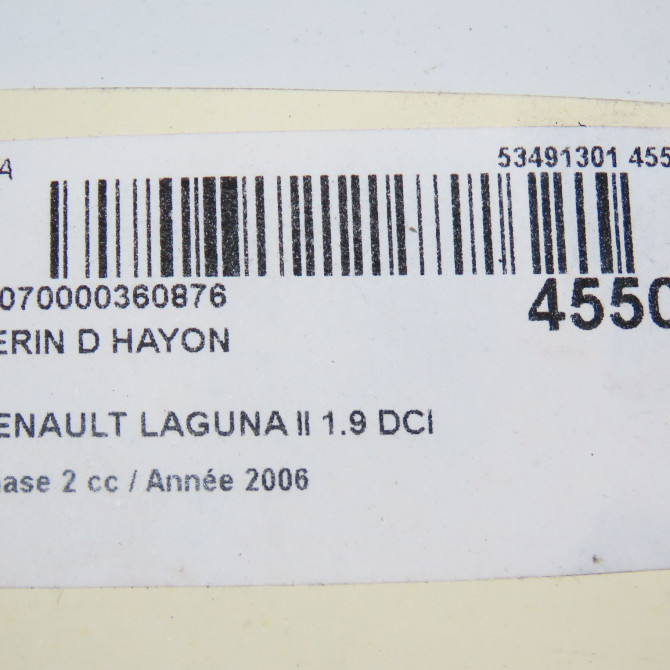 A
53491301 455
070000360876
4550
ERIN D HAYON
ENAULT LAGUNA II 1.9 DCI
ase 2 cc / Année 2006